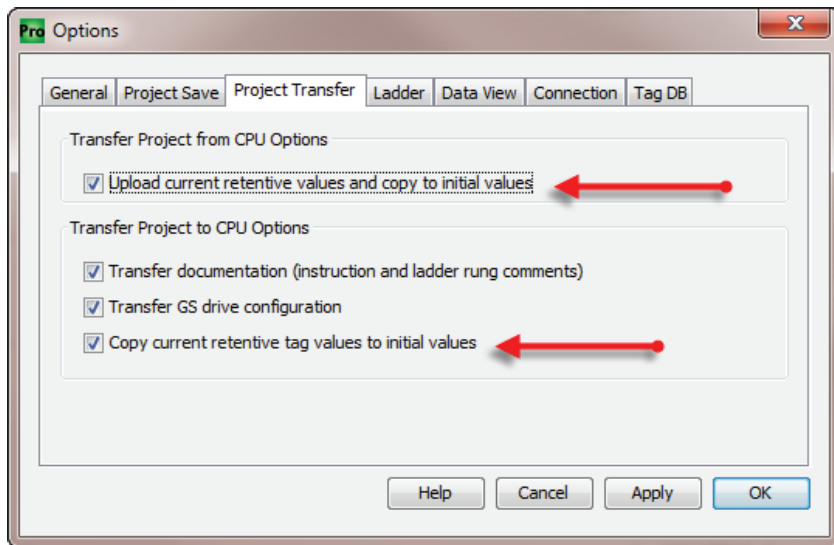 Pro Options
General Project Save Project Transfer Ladder Data View Connection Tag DB
Transfer Project from CPU Options
Upload current retentive values and copy to initial values
Transfer Project to CPU Options
Transfer documentation (instruction and ladder rung comments)
Transfer GS drive configuration
Copy current retentive tag values to initial values
Help Cancel Apply OK